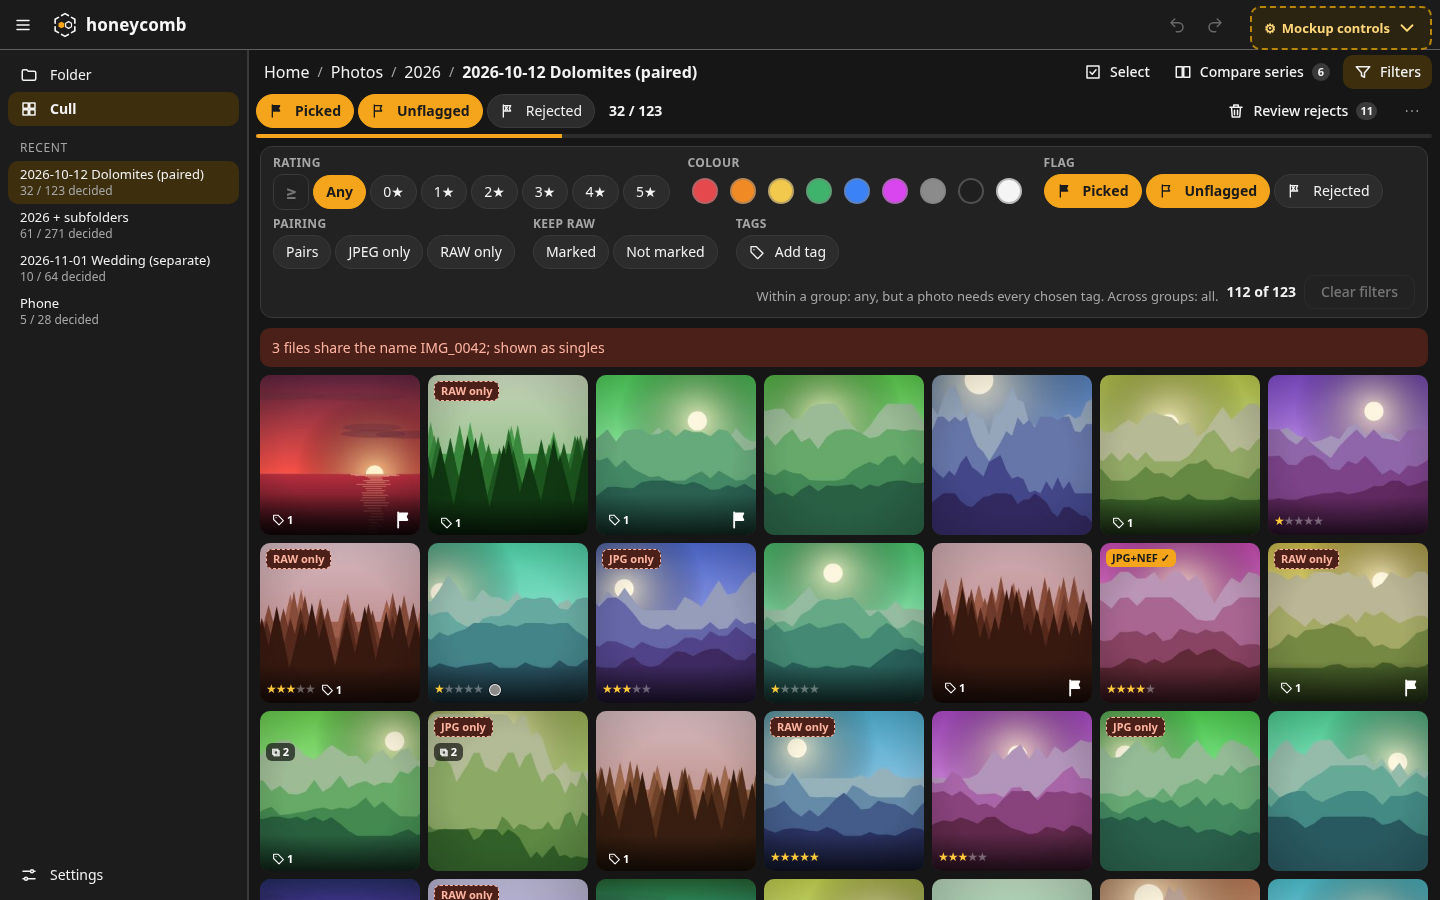 honeycomb
⚙ Mockup controls
Folder
Cull
RECENT
2026-10-12 Dolomites (paired)
32 / 123 decided
2026 + subfolders
61 / 271 decided
2026-11-01 Wedding (separate)
10 / 64 decided
Phone
5 / 28 decided
Settings
Home / Photos / 2026 / 2026-10-12 Dolomites (paired)
Select
Compare series 6
Filters
Picked Unflagged Rejected 32 / 123
Review rejects 11 ···
RATING COLOUR FLAG
≥ Any 0★ 1★ 2★ 3★ 4★ 5★ Picked Unflagged Rejected
PAIRING KEEP RAW TAGS
Pairs JPEG only RAW only Marked Not marked Add tag
Within a group: any, but a photo needs every chosen tag. Across groups: all. 112 of 123 Clear filters
3 files share the name IMG_0042; shown as singles
RAW only
1 1 1 1
★★★★★
RAW only JPG only JPG+NEF ✓ RAW only
★★★★★ 1 ★★★★★ ★★★★★ ★★★★★ 1 ★★★★★ 1
JPG only RAW only JPG only
2 2
1 1 ★★★★★ ★★★★★
RAW only